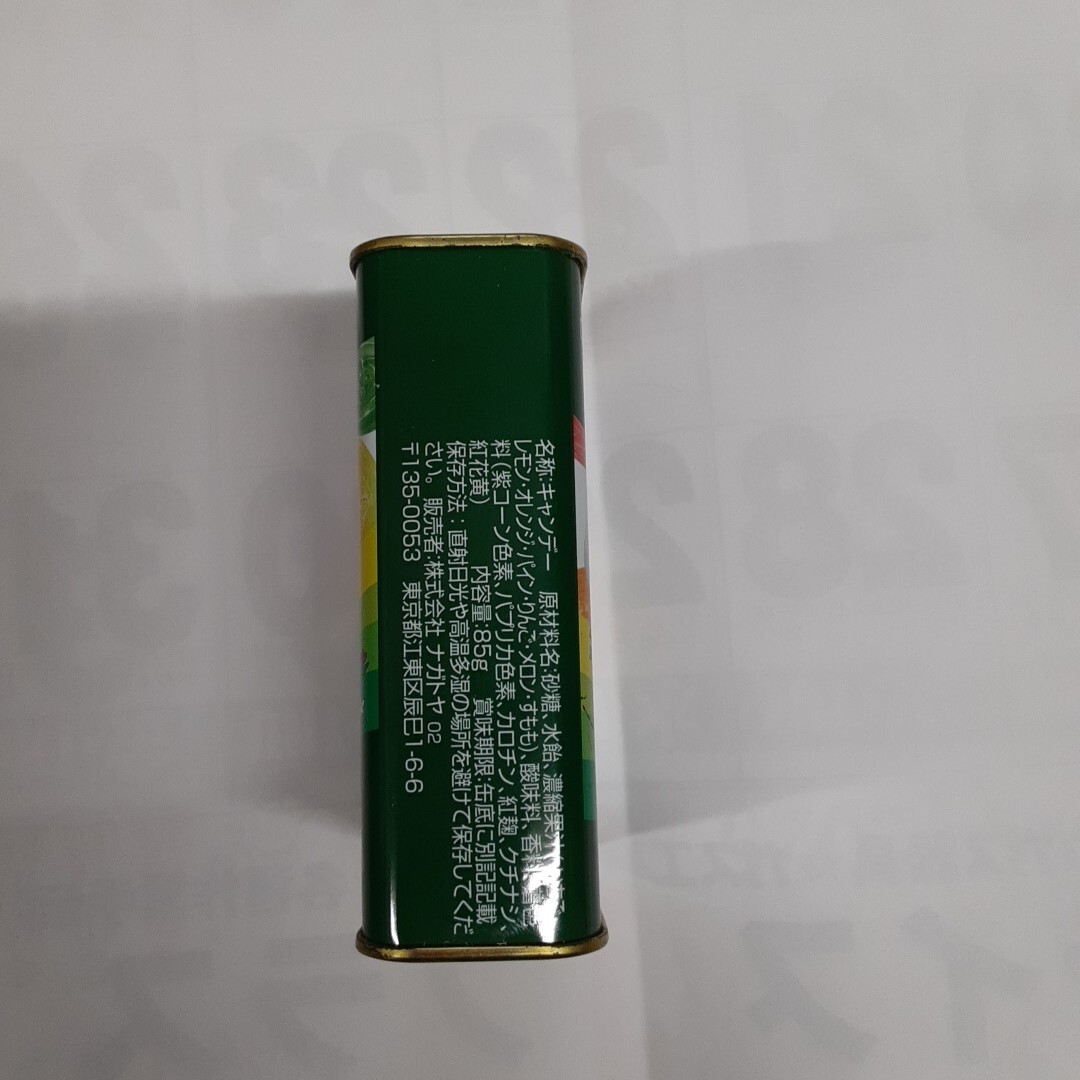 名称:キャンデー 原材料名:砂糖、水飴、濃縮果汁
レモン・オレンジ・パイン・りんご・メロン・すもも)、酸味料、香料、着色
料(紫コーン色素、パプリカ色素、カロチン、紅麹、クチナシ、
紅花黄) 内容量:85g 賞味期限:缶底に別記記載
保存方法:直射日光や高温多湿の場所を避けて保存してくだ
さい。 販売者:株式会社 ナガトヤ 02
〒135-0053 東京都江東区辰巳1-6-6